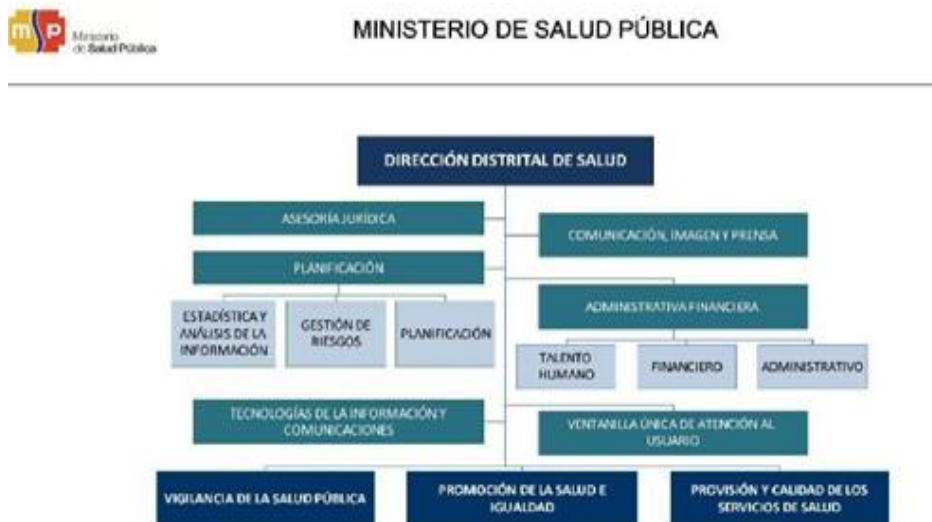 msp
Ministerio
de Salud Pública
MINISTERIO DE SALUD PÚBLICA
DIRECCIÓN DISTRITAL DE SALUD
ASESORÍA JURÍDICA
COMUNICACIÓN, IMAGEN Y PRENSA
PLANIFICACIÓN
ADMINISTRATIVA FINANCIERA
ESTADÍSTICA Y
ANÁLISIS DE LA
INFORMACIÓN
GESTIÓN DE
RIESGOS
PLANIFICACIÓN
TALENTO
HUMANO
FINANCIERO
ADMINISTRATIVO
TECNOLOGÍAS DE LA INFORMACIÓN Y
COMUNICACIONES
VENTANILLA ÚNICA DE ATENCIÓN AL
USUARIO
VIGILANCIA DE LA SALUD PÚBLICA
PROMOCIÓN DE LA SALUD E
IGUALDAD
PROVISIÓN Y CALIDAD DE LOS
SERVICIOS DE SALUD